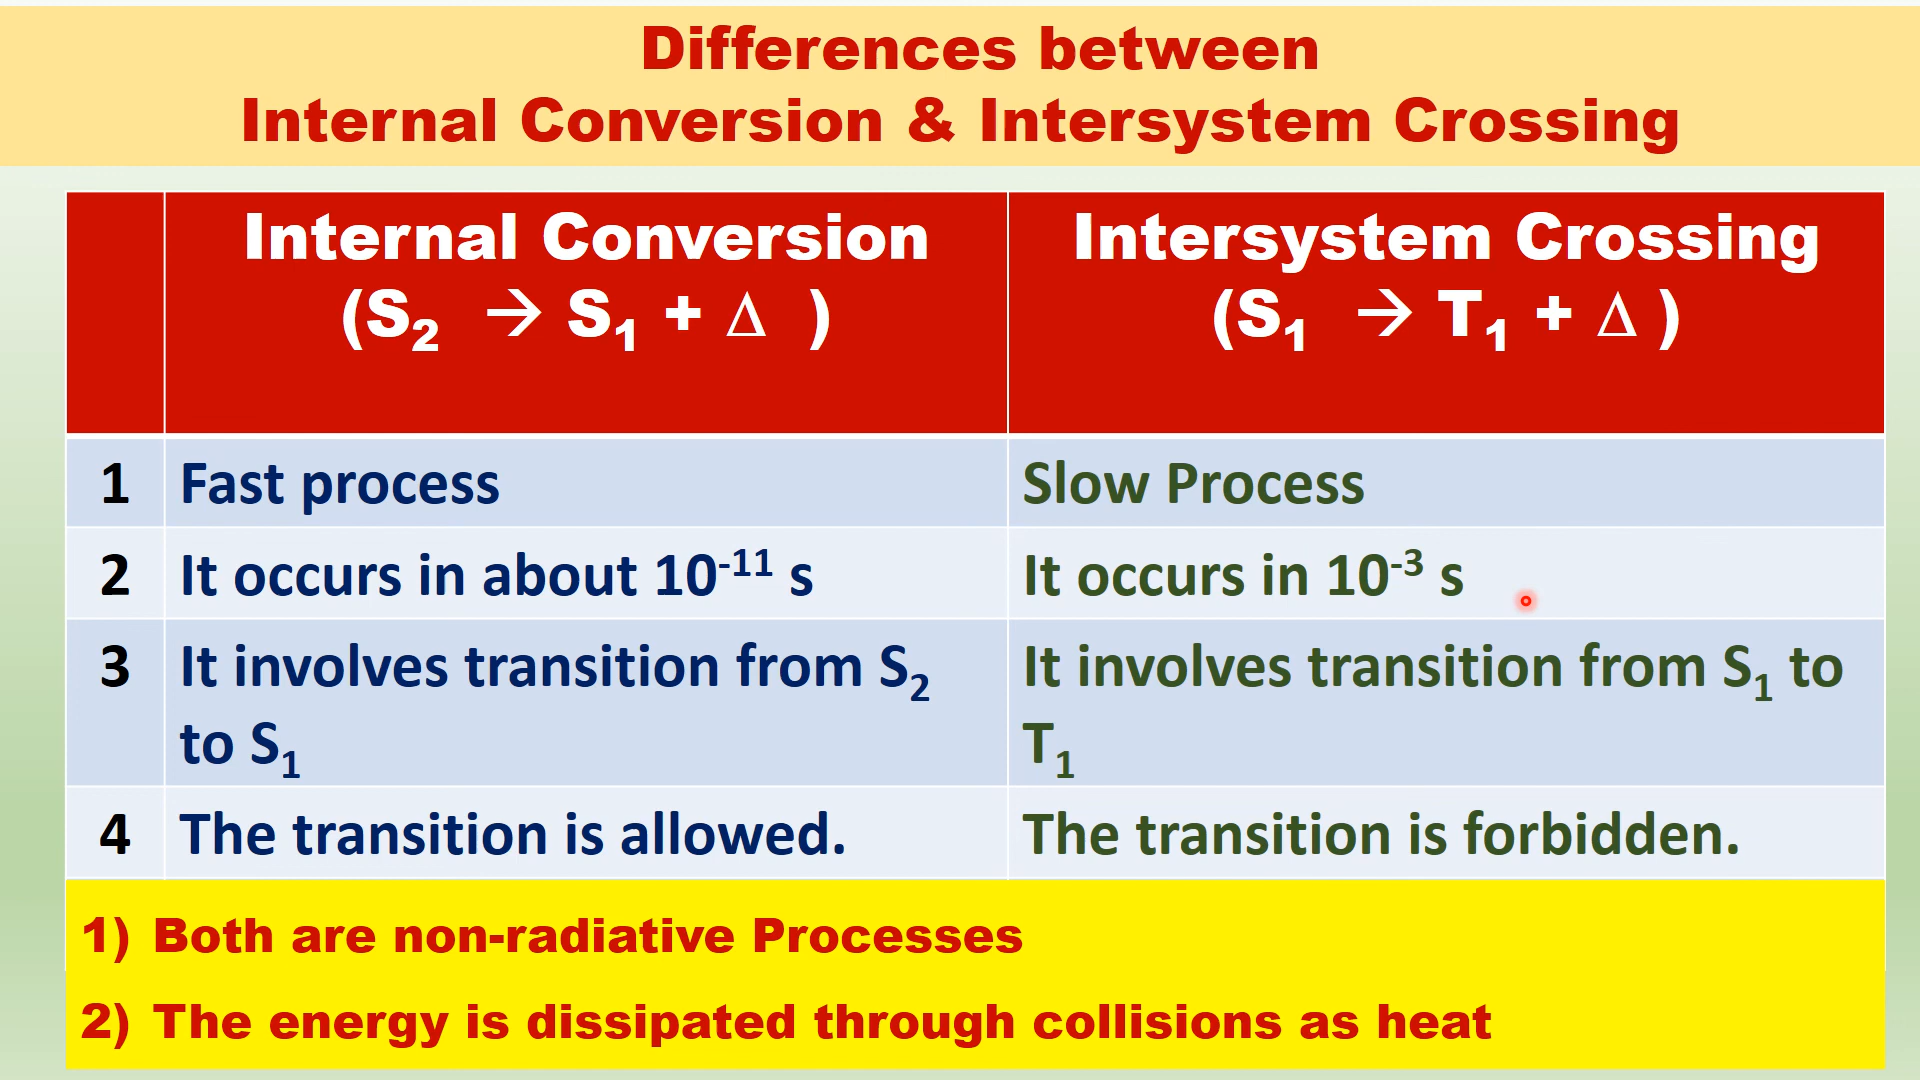 Differences between
Internal Conversion & Intersystem Crossing
Internal Conversion
(S₂ → S₁ + Δ )
Intersystem Crossing
(S₁ → T₁ + Δ )
1 Fast process Slow Process
2 It occurs in about 10⁻¹¹ s It occurs in 10⁻³ s
3 It involves transition from S₂
to S₁
It involves transition from S₁ to
T₁
4 The transition is allowed. The transition is forbidden.
1) Both are non-radiative Processes
2) The energy is dissipated through collisions as heat